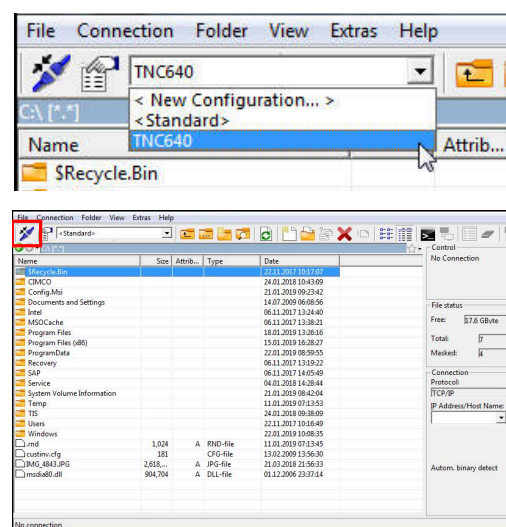 File Connection Folder View Extras Help
TNC640
C:\ [*.*]
< New Configuration... >
<Standard>
TNC640
Name Attrib...
$Recycle.Bin
File Connection Folder View Extras Help
<Standard>
Control
No Connection
Name Size Attrib... Type Date
$Recycle.Bin 22.11.2017 10:17:07
CIMCO 24.01.2018 10:43:09
Config.Msi 21.01.2019 09:23:42
Documents and Settings 14.07.2009 06:08:56
Intel 06.11.2017 13:24:40
MSOCache 06.11.2017 13:38:21
Program Files 18.01.2019 13:26:16
Program Files (x86) 15.01.2019 16:28:27
ProgramData 22.01.2019 08:59:55
Recovery 06.11.2017 13:19:22
SAP 06.11.2017 14:05:49
Service 04.01.2018 14:28:44
System Volume Information 21.01.2019 08:42:04
Temp 11.01.2019 07:13:53
TIS 24.01.2018 09:38:09
Users 22.11.2017 10:16:49
Windows 22.01.2019 10:08:35
.rnd 1,024 A RND-file 11.01.2019 07:13:45
custinv.cfg 181 CFG-file 13.02.2009 13:56:30
IMG_4843.JPG 2,618,... A JPG-file 21.03.2018 21:56:33
msdia80.dll 904,704 A DLL-file 01.12.2006 23:37:14
File status
Free: 17.6 GByte
Total: 7
Masked: 4
Connection
Protocol:
TCP/IP
IP Address/Host Name:
Autom. binary detect
No connection